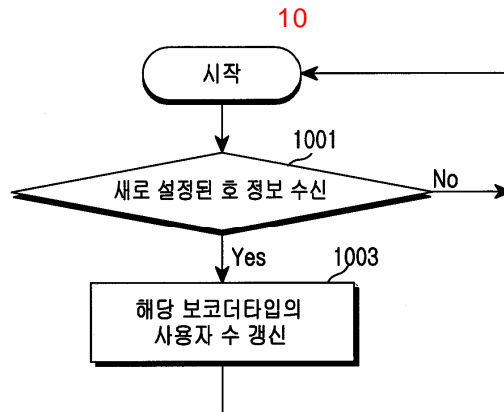 10
시작
1001
새로 설정된 호 정보 수신
No
Yes
1003
해당 보코더타입의
사용자 수 갱신